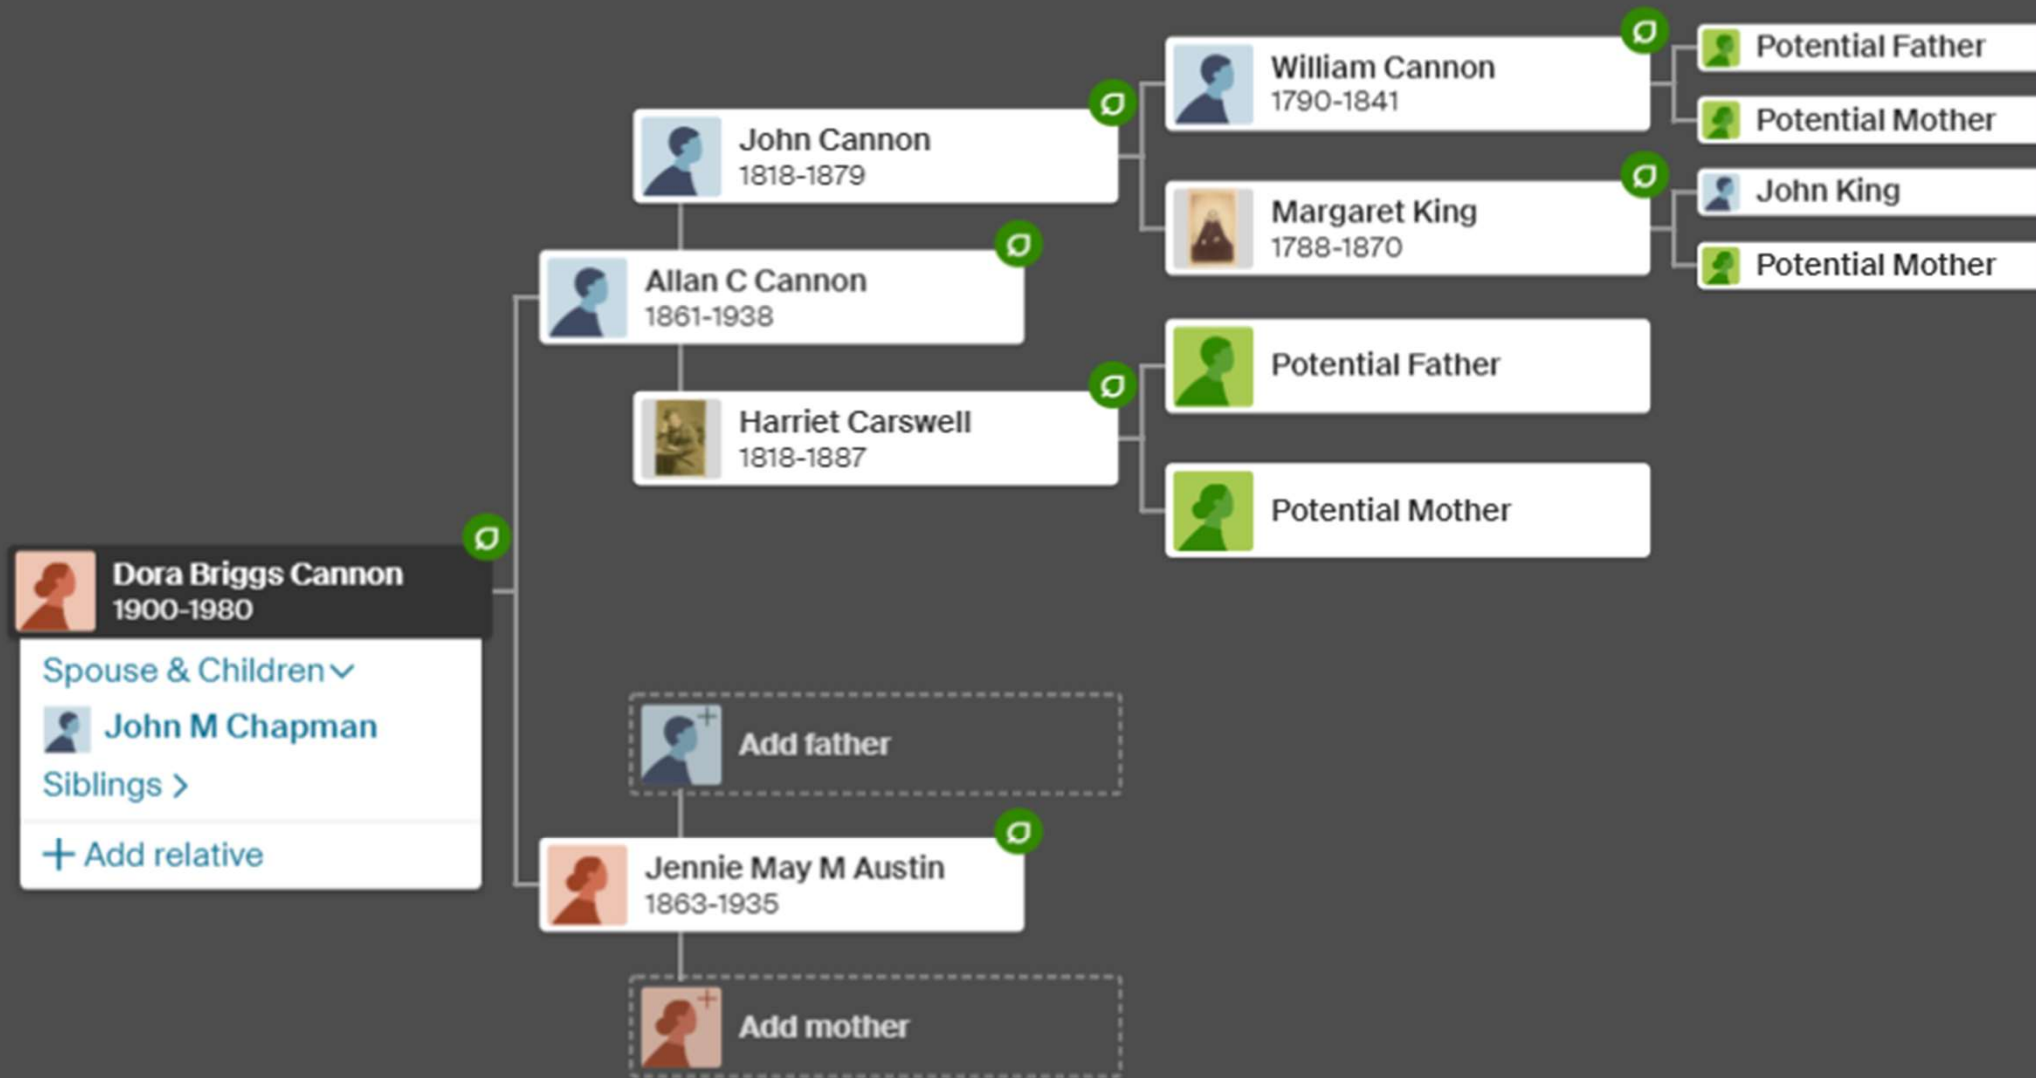 William Cannon
1790-1841
Potential Father
Potential Mother
John Cannon
1818-1879
Margaret King
1788-1870
John King
Potential Mother
Allan C Cannon
1861-1938
Potential Father
Harriet Carswell
1818-1887
Potential Mother
Dora Briggs Cannon
1900-1980
Spouse & Children
John M Chapman
Siblings
+ Add relative
Add father
Jennie May M Austin
1863-1935
Add mother